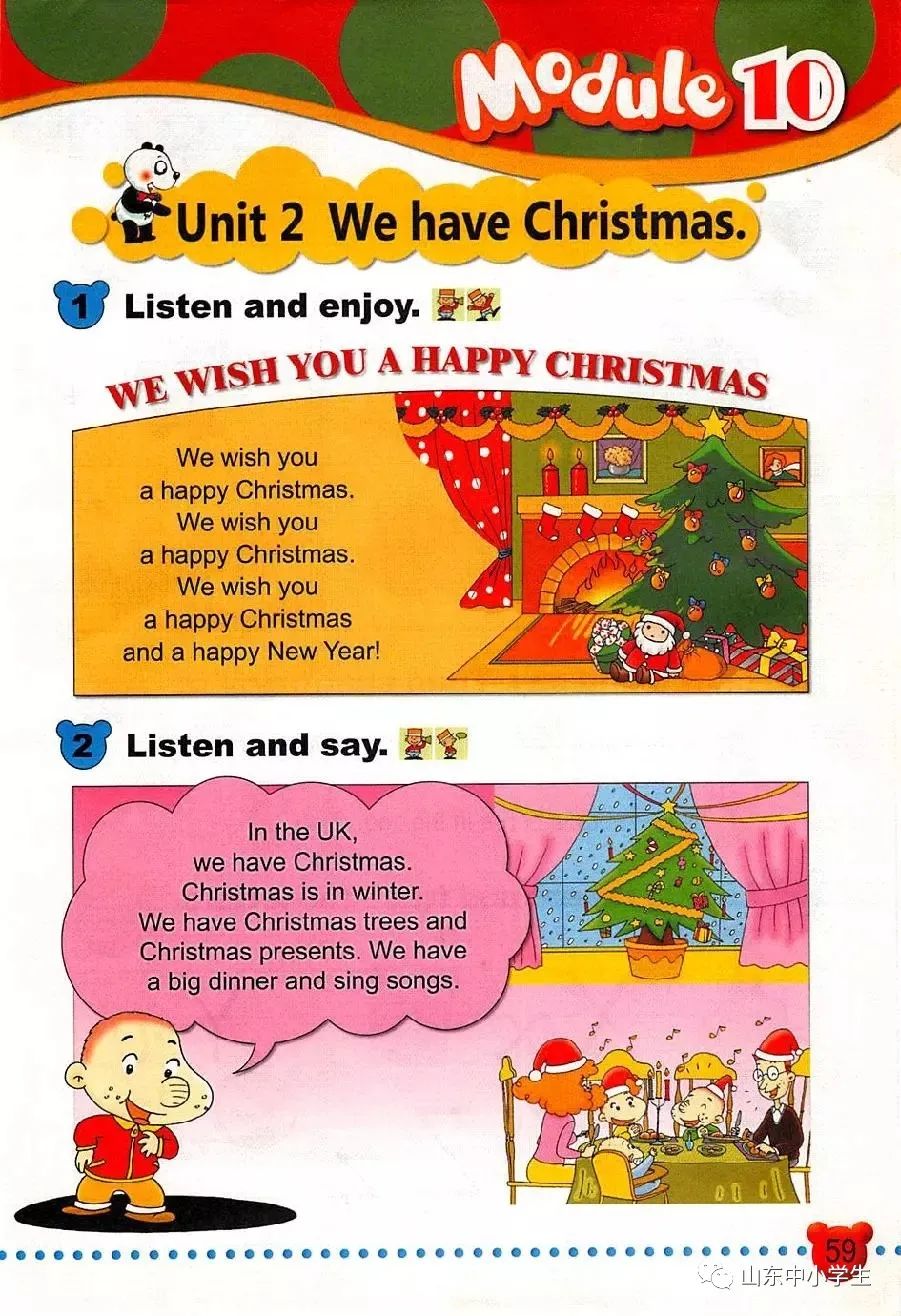 Module 10
Unit 2 We have Christmas.
1 Listen and enjoy.
WE WISH YOU A HAPPY CHRISTMAS
We wish you
a happy Christmas.
We wish you
a happy Christmas.
We wish you
a happy Christmas
and a happy New Year!
2 Listen and say.
In the UK,
we have Christmas.
Christmas is in winter.
We have Christmas trees and
Christmas presents. We have
a big dinner and sing songs.
59
山东中小学生